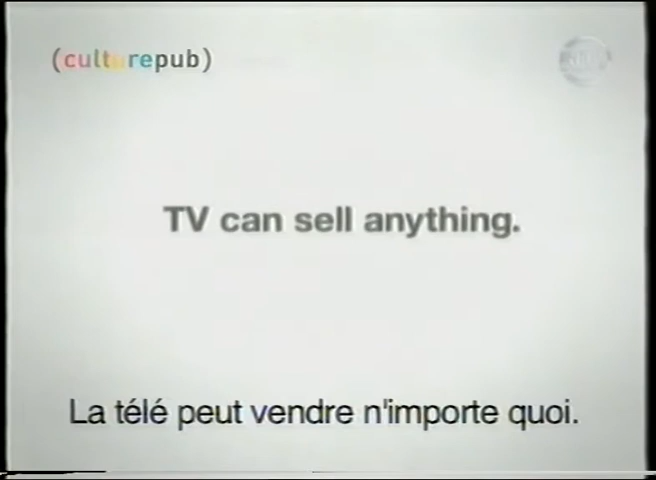 (culturepub)
TV can sell anything.
La télé peut vendre n'importe quoi.